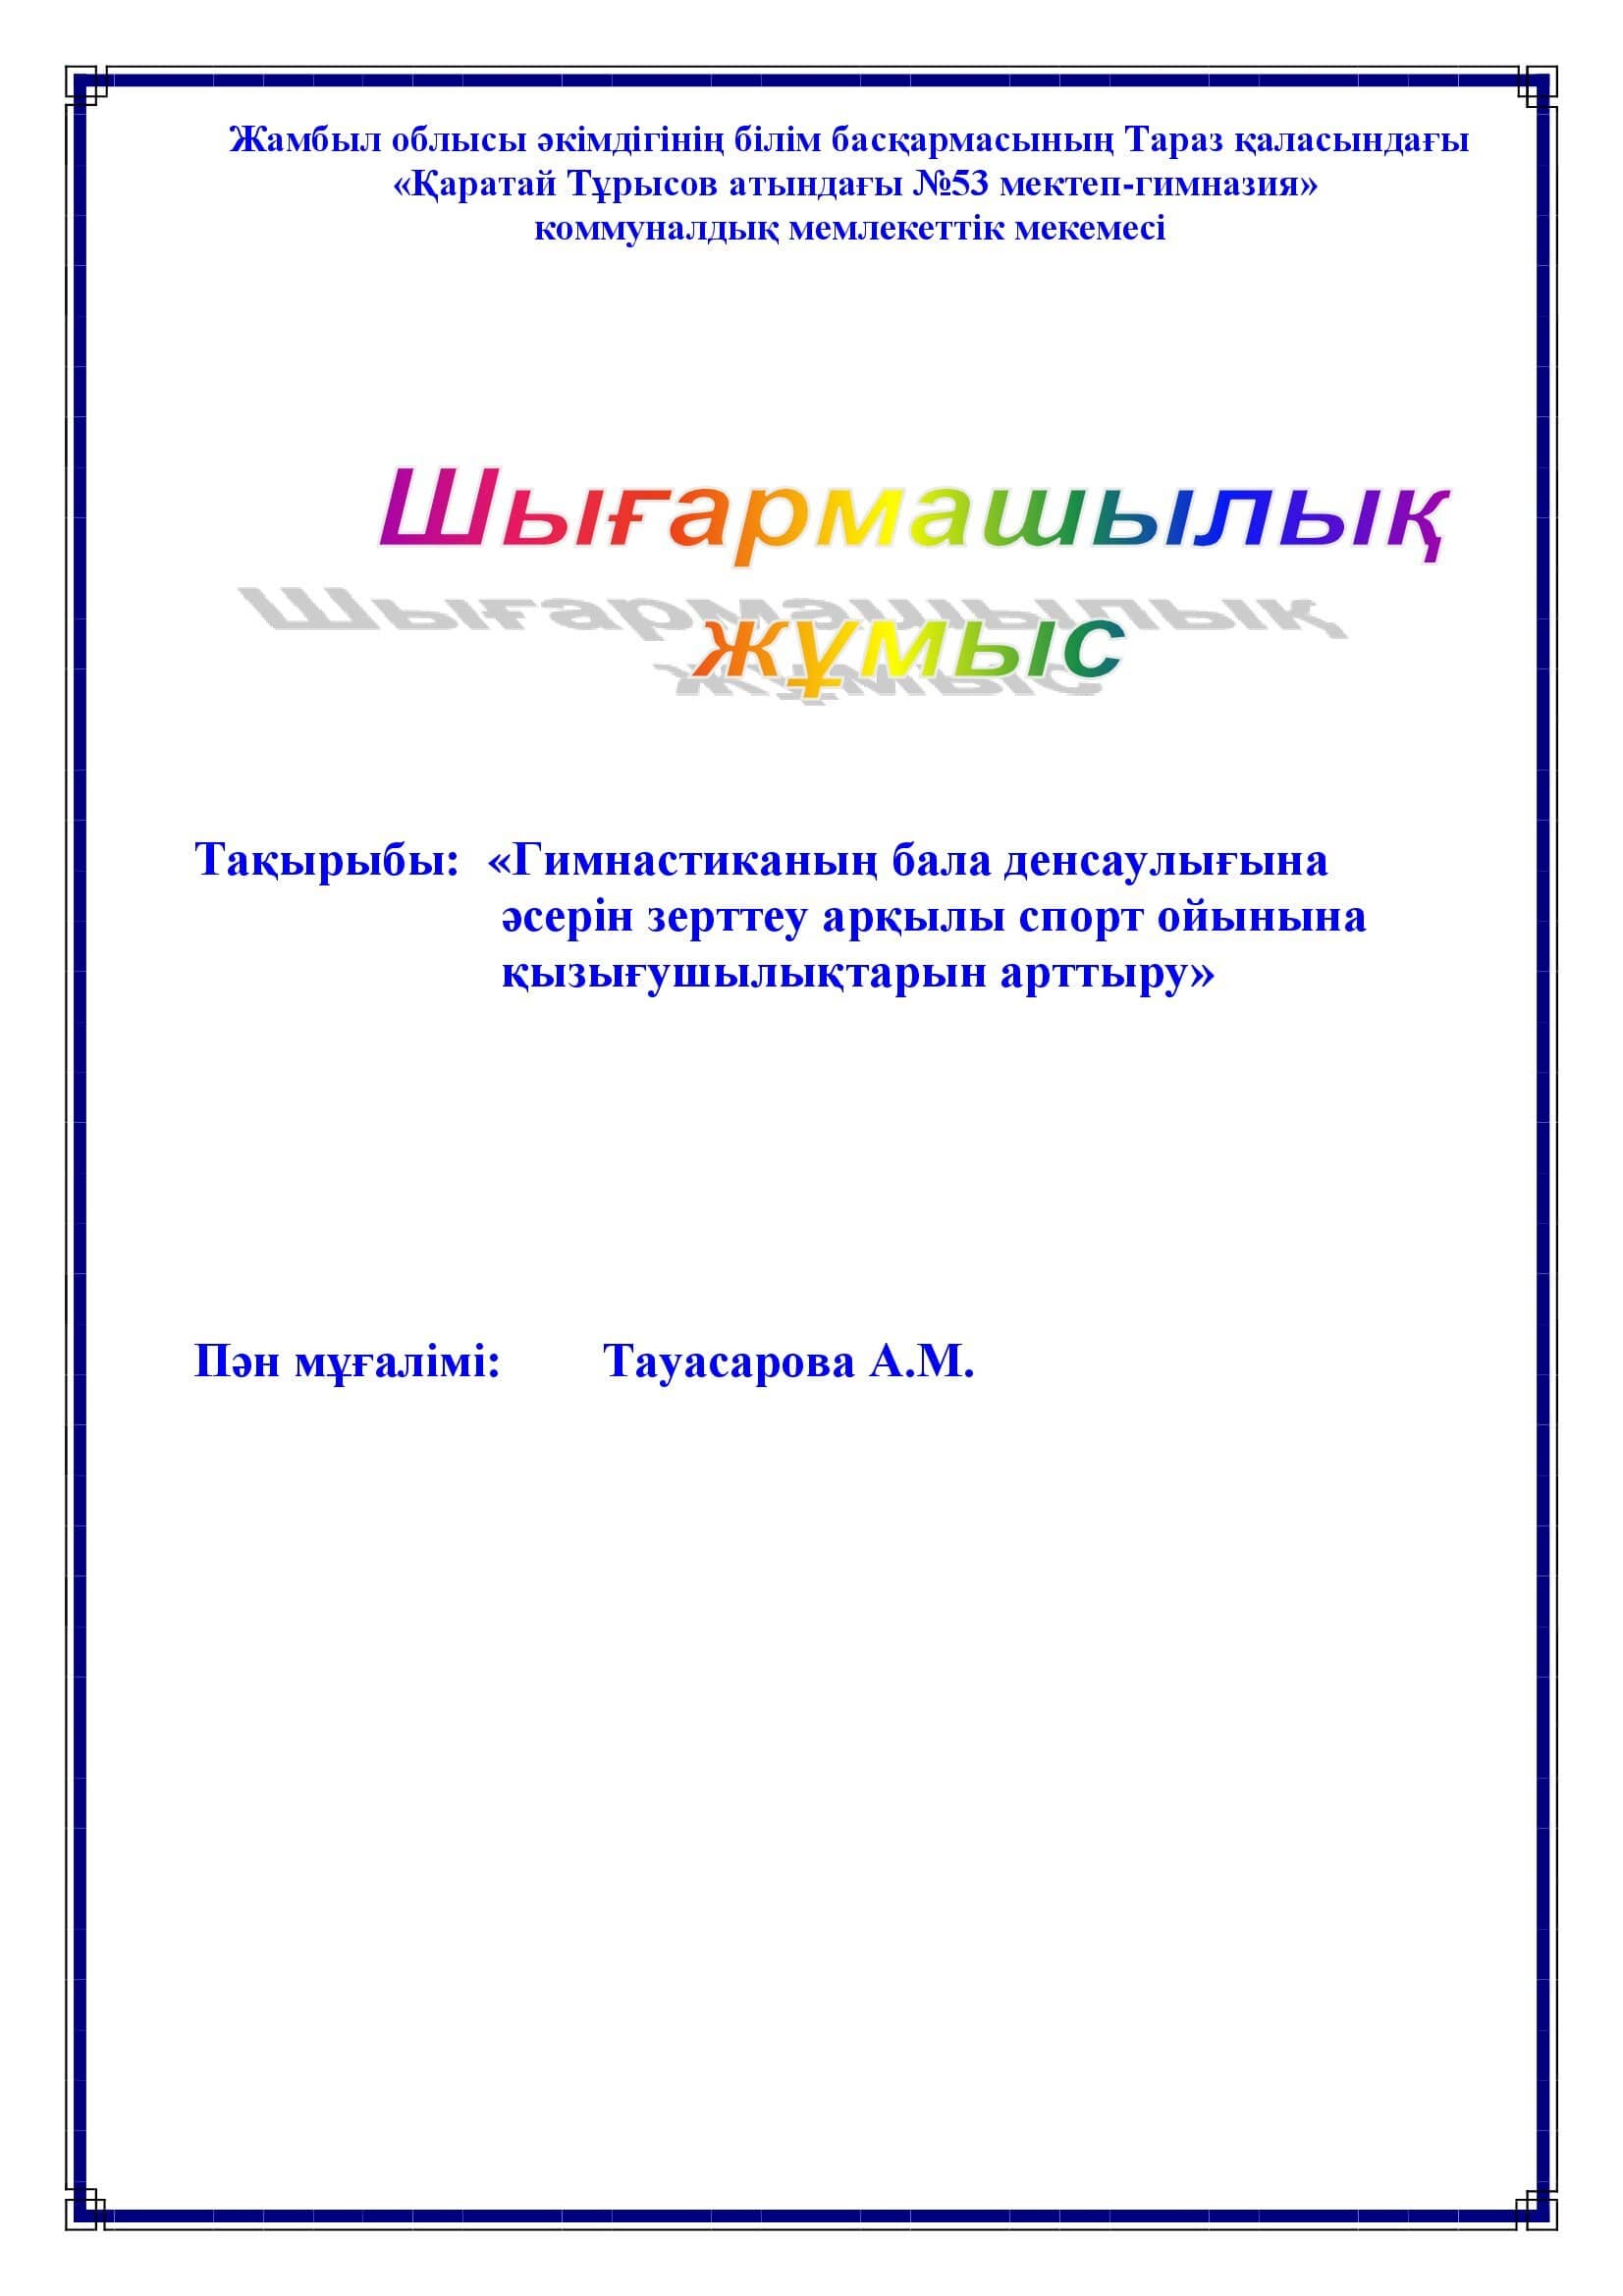 Жамбыл облысы әкімдігінің білім басқармасының Тараз қаласындағы
«Қаратай Тұрысов атындағы №53 мектеп-гимназия»
коммуналдық мемлекеттік мекемесі
Шығармашылық
жұмыс
Тақырыбы: «Гимнастиканың бала денсаулығына
әсерін зерттеу арқылы спорт ойынына
қызығушылықтарын арттыру»
Пән мұғалімі: Тауасарова А.М.